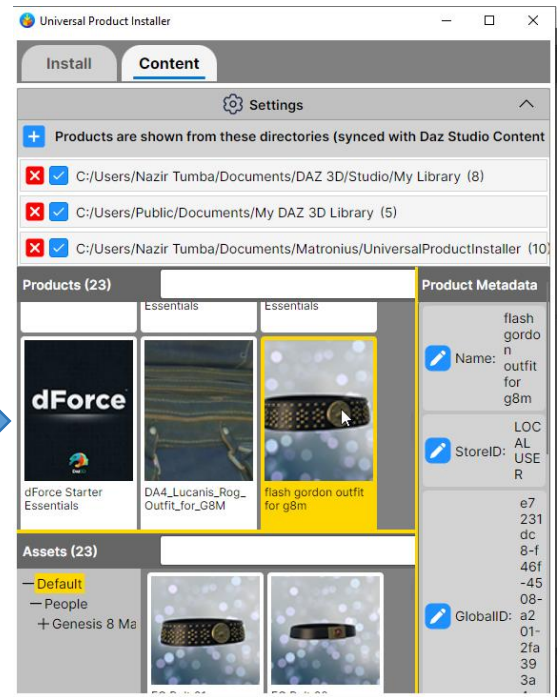 Universal Product Installer
Install
Content
Settings
Products are shown from these directories (synced with Daz Studio Content
C:/Users/Nazir Tumba/Documents/DAZ 3D/Studio/My Library (8)
C:/Users/Public/Documents/My DAZ 3D Library (5)
C:/Users/Nazir Tumba/Documents/Matronius/UniversalProductInstaller (10)
Products (23)
Essentials
Essentials
dForce
Daz3D
dForce Starter
Essentials
DA4_Lucanis_Rog_
Outfit_for_G8M
flash gordon outfit
for g8m
Assets (23)
Default
People
Genesis 8 Ma
Product Metadata
Name:
flash
gordo
n
outfit
for
g8m
StoreID:
LOC
AL
USE
R
GlobalID:
e7
231
dc
8-f
46f
-45
08-
a2
01-
2fa
39
3a